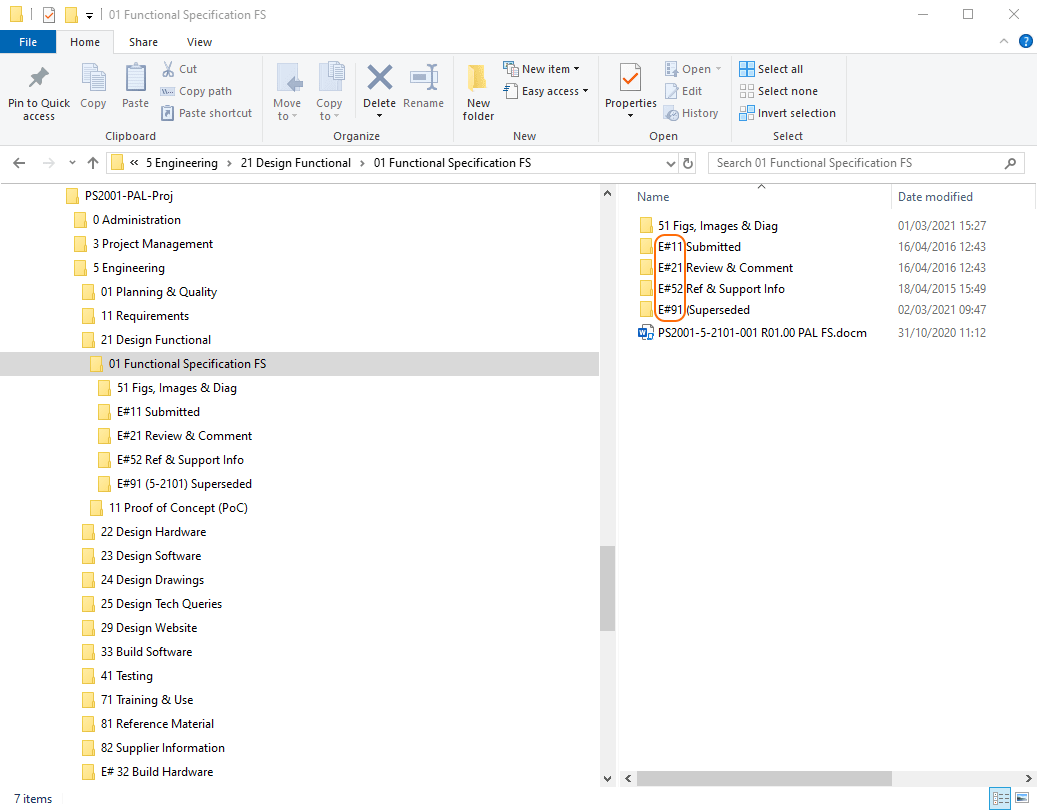 01 Functional Specification FS
File Home Share View
Pin to Quick access
Copy
Paste
Cut
Copy path
Paste shortcut
Clipboard
Move to
Copy to
Delete
Rename
Organize
New folder
New item
Easy access
New
Properties
Open
Edit
History
Open
Select all
Select none
Invert selection
Select
« 5 Engineering › 21 Design Functional › 01 Functional Specification FS
Search 01 Functional Specification FS
PS2001-PAL-Proj
0 Administration
3 Project Management
5 Engineering
01 Planning & Quality
11 Requirements
21 Design Functional
01 Functional Specification FS
51 Figs, Images & Diag
E#11 Submitted
E#21 Review & Comment
E#52 Ref & Support Info
E#91 (5-2101) Superseded
11 Proof of Concept (PoC)
22 Design Hardware
23 Design Software
24 Design Drawings
25 Design Tech Queries
29 Design Website
33 Build Software
41 Testing
71 Training & Use
81 Reference Material
82 Supplier Information
E# 32 Build Hardware
Name Date modified
51 Figs, Images & Diag 01/03/2021 15:27
E#11 Submitted 16/04/2016 12:43
E#21 Review & Comment 16/04/2016 12:43
E#52 Ref & Support Info 18/04/2015 15:49
E#91 (Superseded 02/03/2021 09:47
PS2001-5-2101-001 R01.00 PAL FS.docm 31/10/2020 11:12
7 items